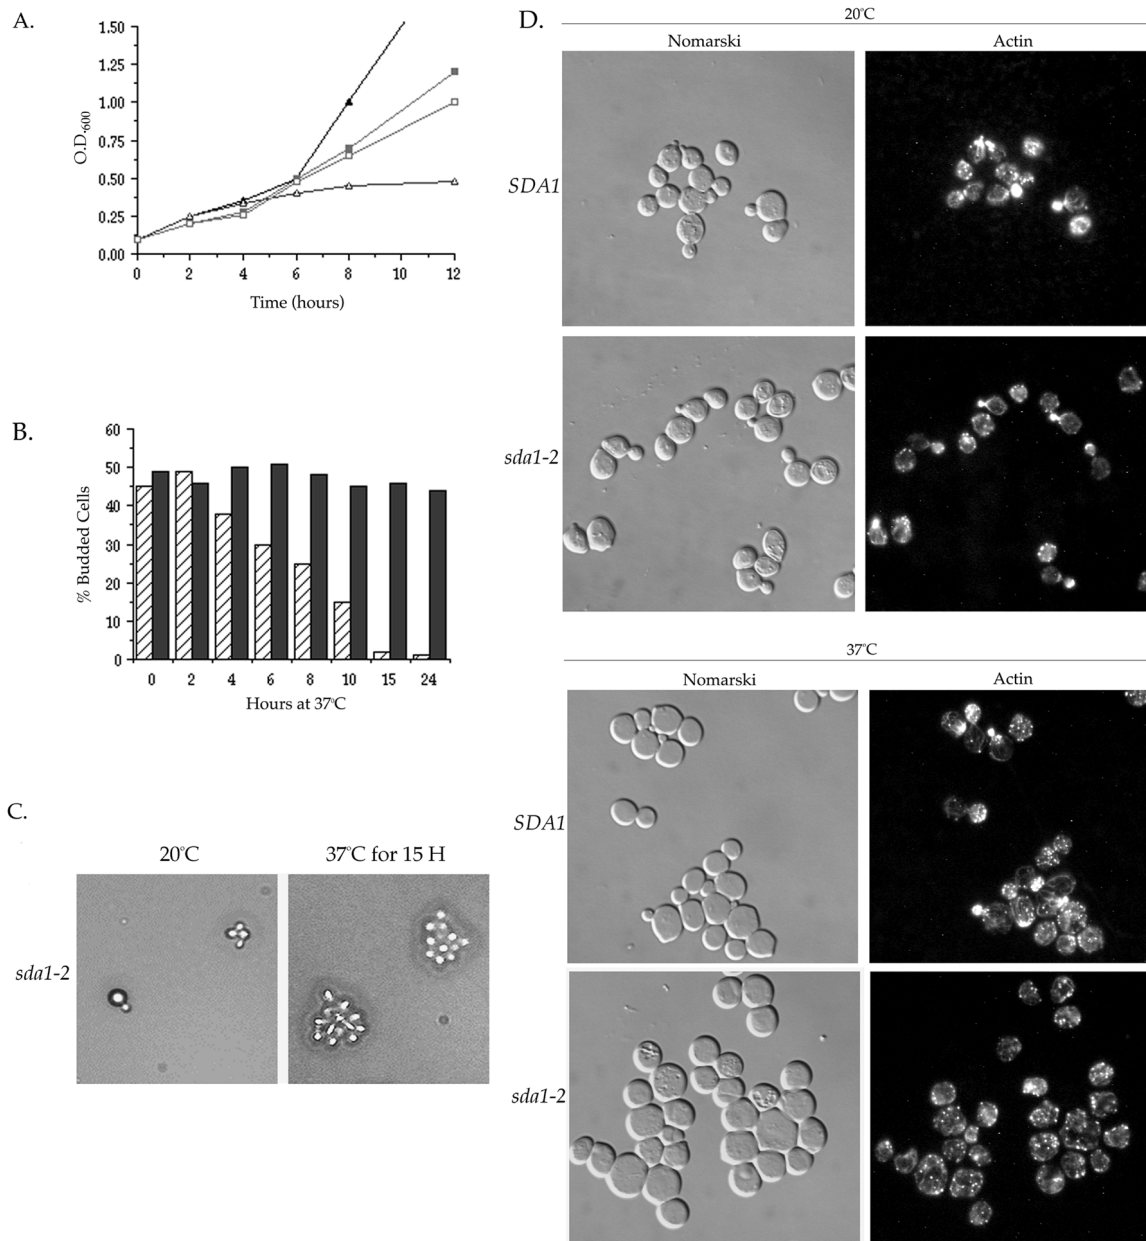 A.
1.50
1.25
1.00
0.75
0.50
0.25
0.00
O.D.600
0 2 4 6 8 10 12
Time (hours)
B.
60
50
40
30
20
10
0
% Budded Cells
0 2 4 6 8 10 15 24
Hours at 37°C
C.
20°C 37°C for 15 H
sda1-2
D.
20°C
Nomarski Actin
SDA1
sda1-2
37°C
Nomarski Actin
SDA1
sda1-2